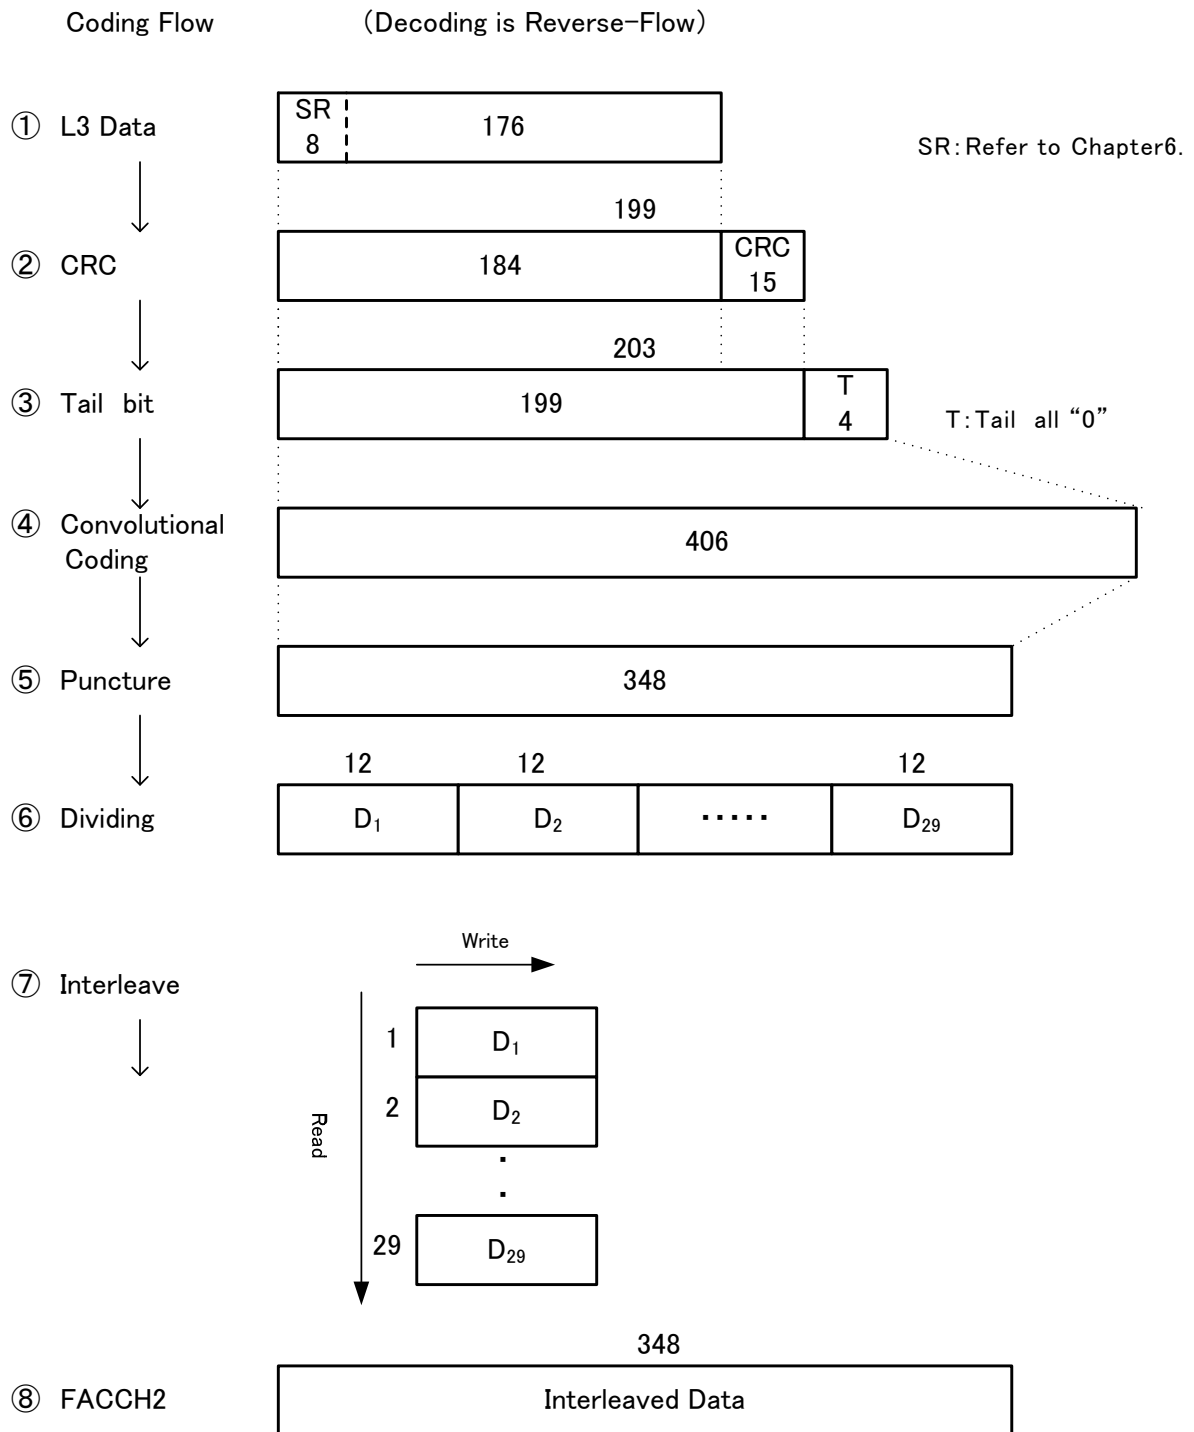 Coding Flow (Decoding is Reverse-Flow)
① L3 Data SR 8 176
SR:Refer to Chapter6.
199
② CRC 184 CRC 15
203
③ Tail bit 199 T 4
T:Tail all “0”
④ Convolutional Coding 406
⑤ Puncture 348
12 12 12
⑥ Dividing D₁ D₂ ····· D₂₉
Write
⑦ Interleave
Read
1 D₁
2 D₂
·
·
29 D₂₉
348
⑧ FACCH2 Interleaved Data